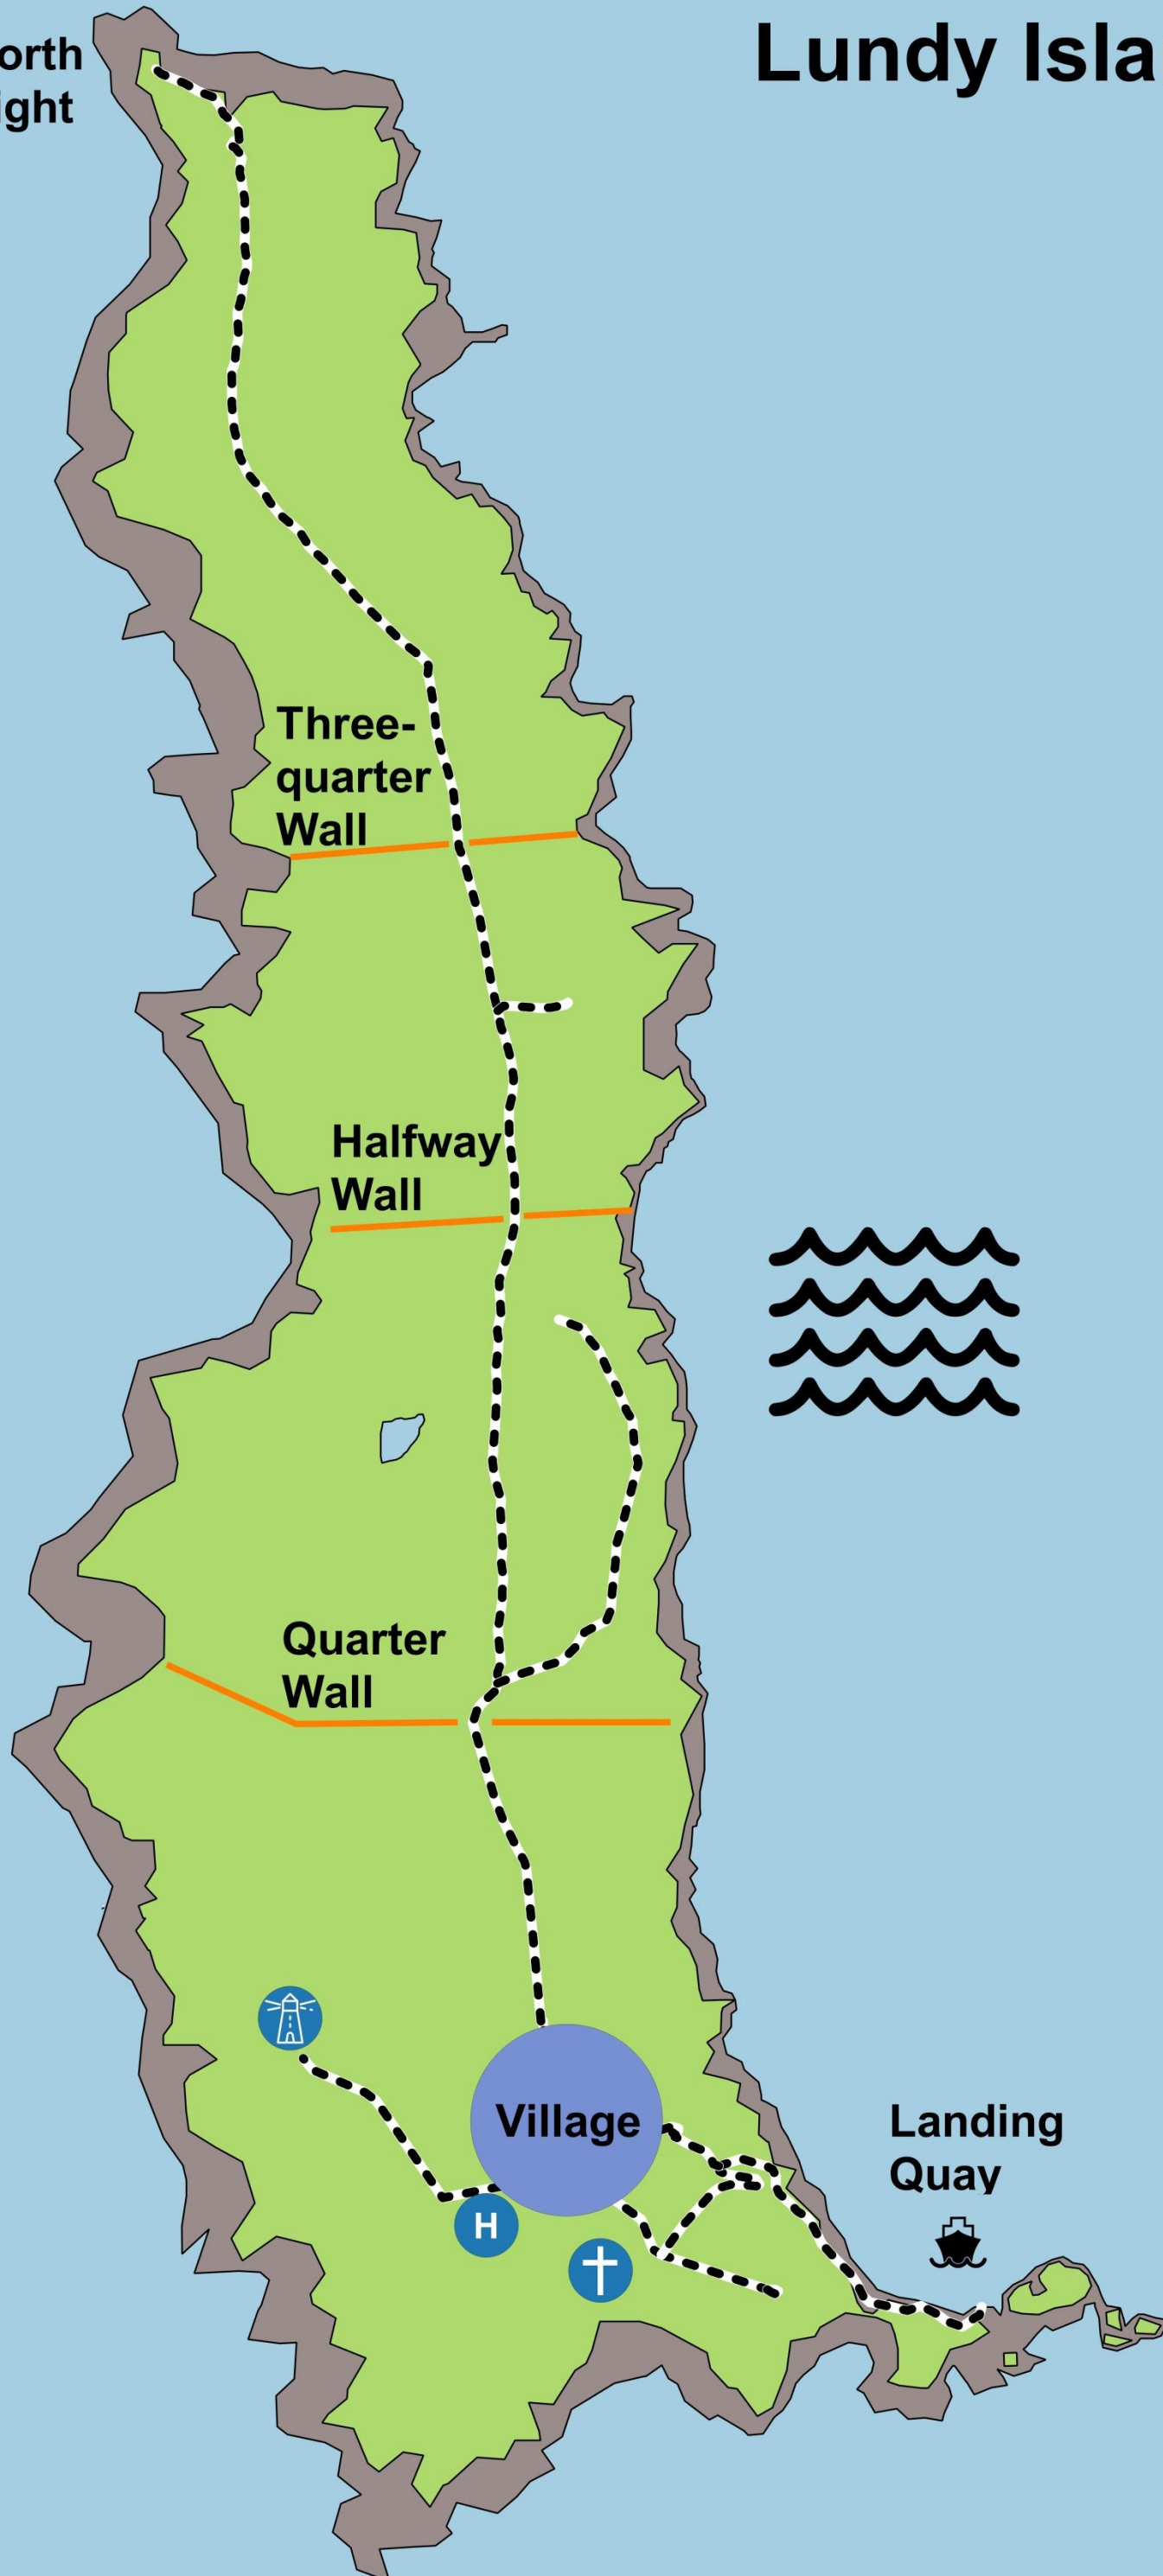 Lundy Isla
orth
ight
Three-
quarter
Wall
Halfway
Wall
Quarter
Wall
Village
H
Landing
Quay